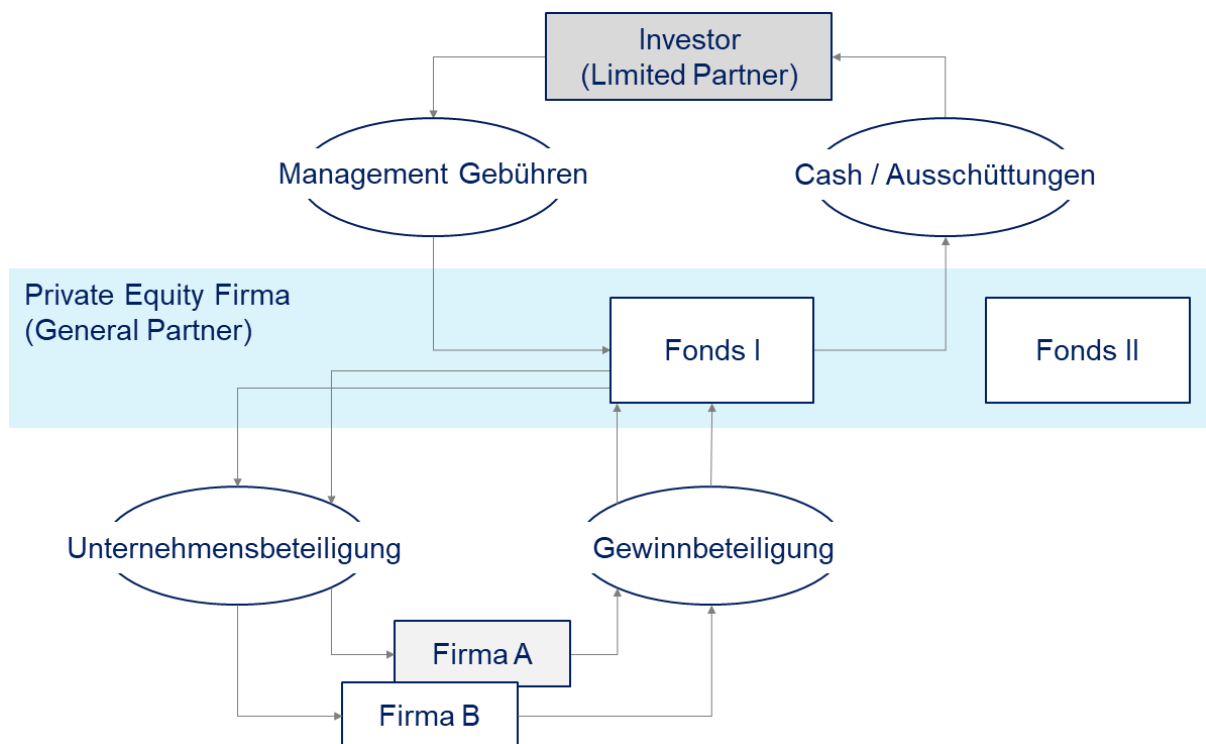 Investor
(Limited Partner)
Management Gebühren
Cash / Ausschüttungen
Private Equity Firma
(General Partner)
Fonds I
Fonds II
Unternehmensbeteiligung
Gewinnbeteiligung
Firma A
Firma B